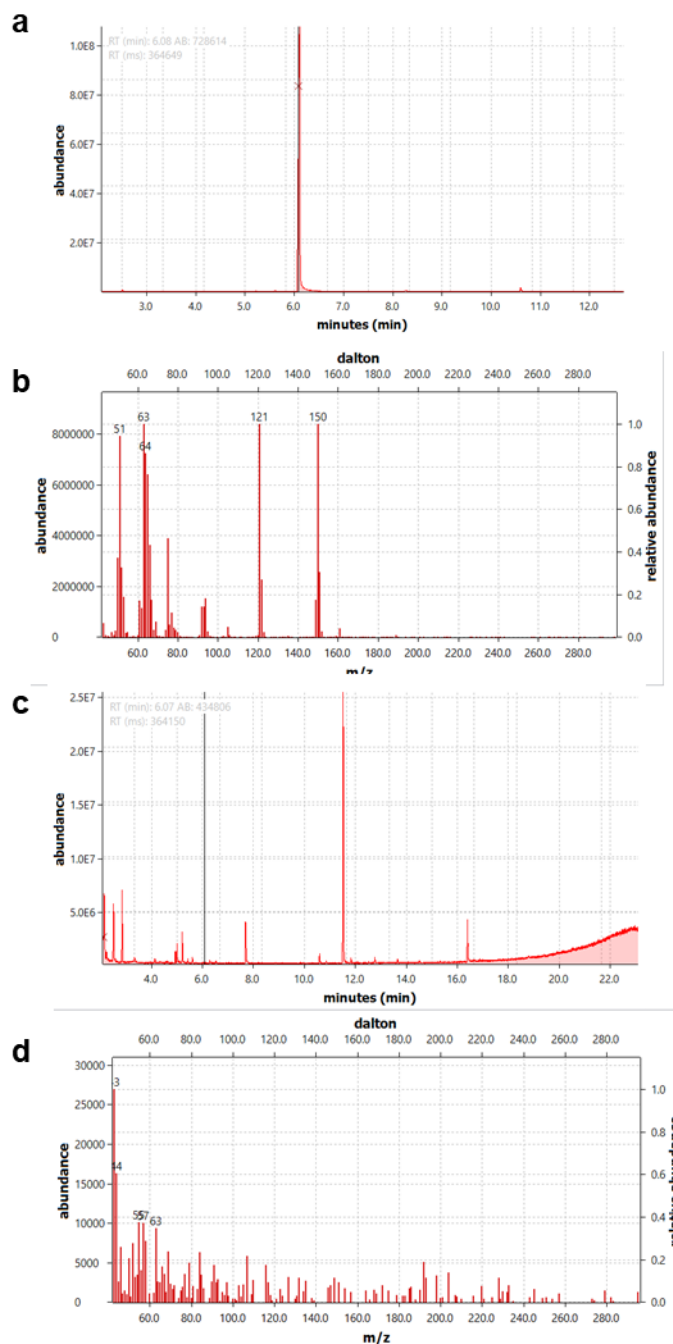 a
RT (min): 6.08 AB: 728614
RT (ms): 364649
1.0E8
8.0E7
6.0E7
4.0E7
2.0E7
abundance
3.0 4.0 5.0 6.0 7.0 8.0 9.0 10.0 11.0 12.0
minutes (min)
b
dalton
60.0 80.0 100.0 120.0 140.0 160.0 180.0 200.0 220.0 240.0 260.0 280.0
51 63 64 121 150
8000000
6000000
4000000
2000000
0
abundance
1.0
0.8
0.6
0.4
0.2
0.0
relative abundance
60.0 80.0 100.0 120.0 140.0 160.0 180.0 200.0 220.0 240.0 260.0 280.0
m/z
c
RT (min): 6.07 AB: 434806
RT (ms): 364150
2.5E7
2.0E7
1.5E7
1.0E7
5.0E6
abundance
4.0 6.0 8.0 10.0 12.0 14.0 16.0 18.0 20.0 22.0
minutes (min)
d
dalton
60.0 80.0 100.0 120.0 140.0 160.0 180.0 200.0 220.0 240.0 260.0 280.0
63
30000
25000
20000
15000
10000
5000
0
abundance
1.0
0.8
0.6
0.4
0.2
0.0
relative abundance
60.0 80.0 100.0 120.0 140.0 160.0 180.0 200.0 220.0 240.0 260.0 280.0
m/z